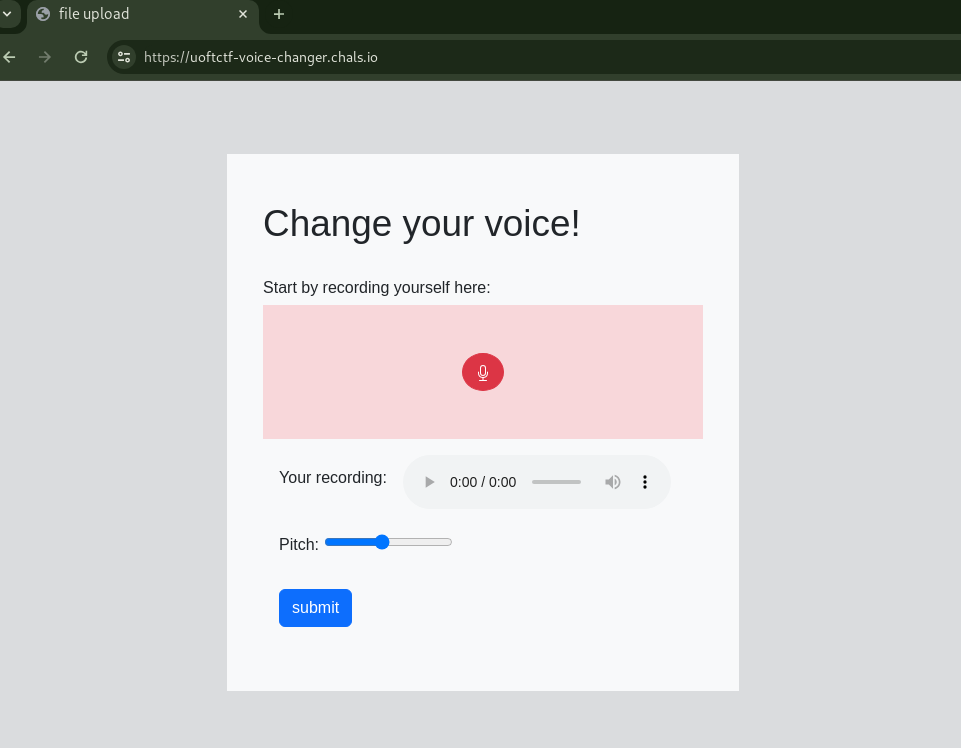 file upload
https://uoftctf-voice-changer.chals.io
Change your voice!
Start by recording yourself here:
Your recording: 0:00 / 0:00
Pitch:
submit